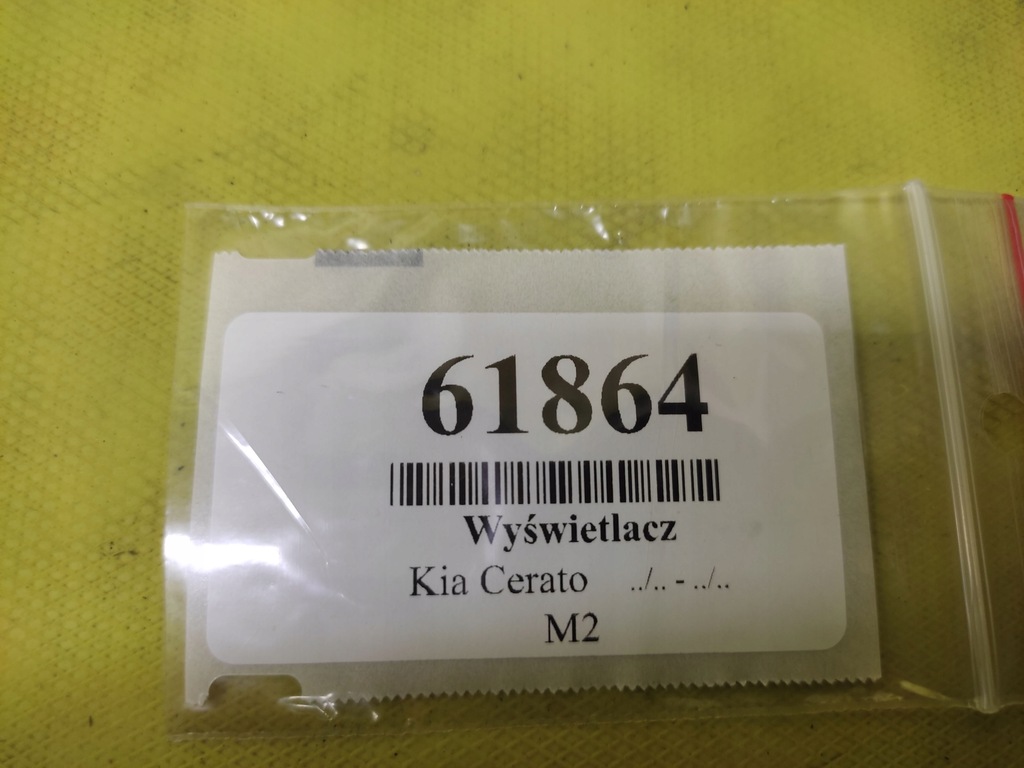 61864
Wyświetlacz
Kia Cerato ../.. - ../..
M2